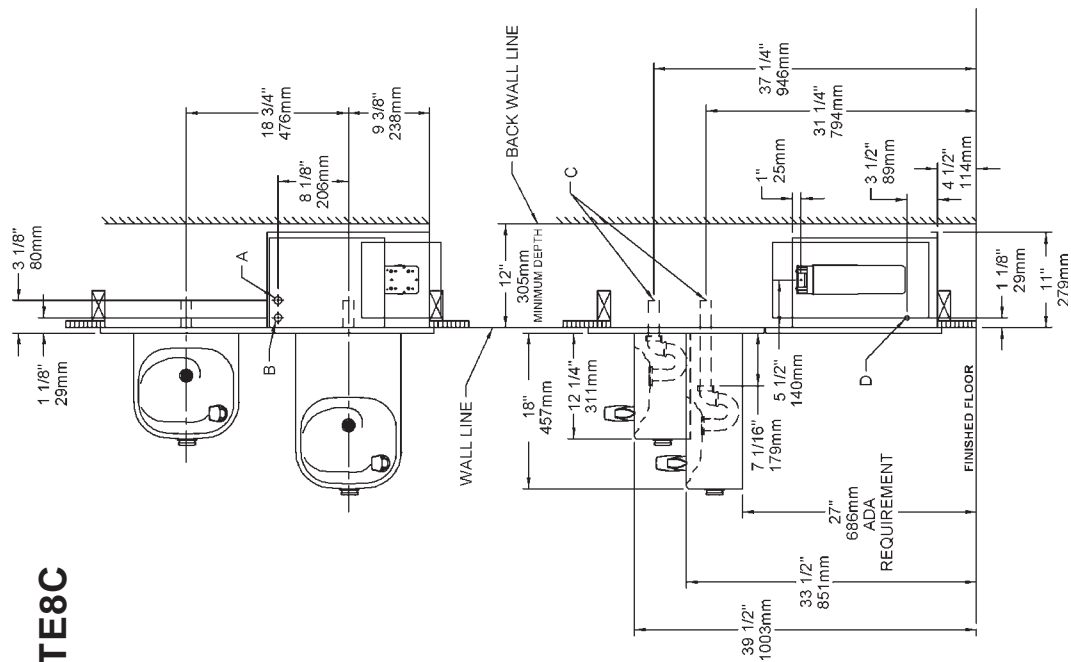 TE8C
1 1/8"
29mm
3 1/8"
80mm
18 3/4"
476mm
9 3/8"
238mm
8 1/8"
206mm
A
B
BACK WALL LINE
WALL LINE
12"
305mm
MINIMUM DEPTH
C
37 1/4"
946mm
31 1/4"
794mm
1"
25mm
3 1/2"
89mm
4 1/2"
114mm
1 1/8"
29mm
11"
279mm
D
5 1/2"
140mm
7 1/16"
179mm
12 1/4"
311mm
18"
457mm
27"
686mm
ADA
REQUIREMENT
33 1/2"
851mm
39 1/2"
1003mm
FINISHED FLOOR